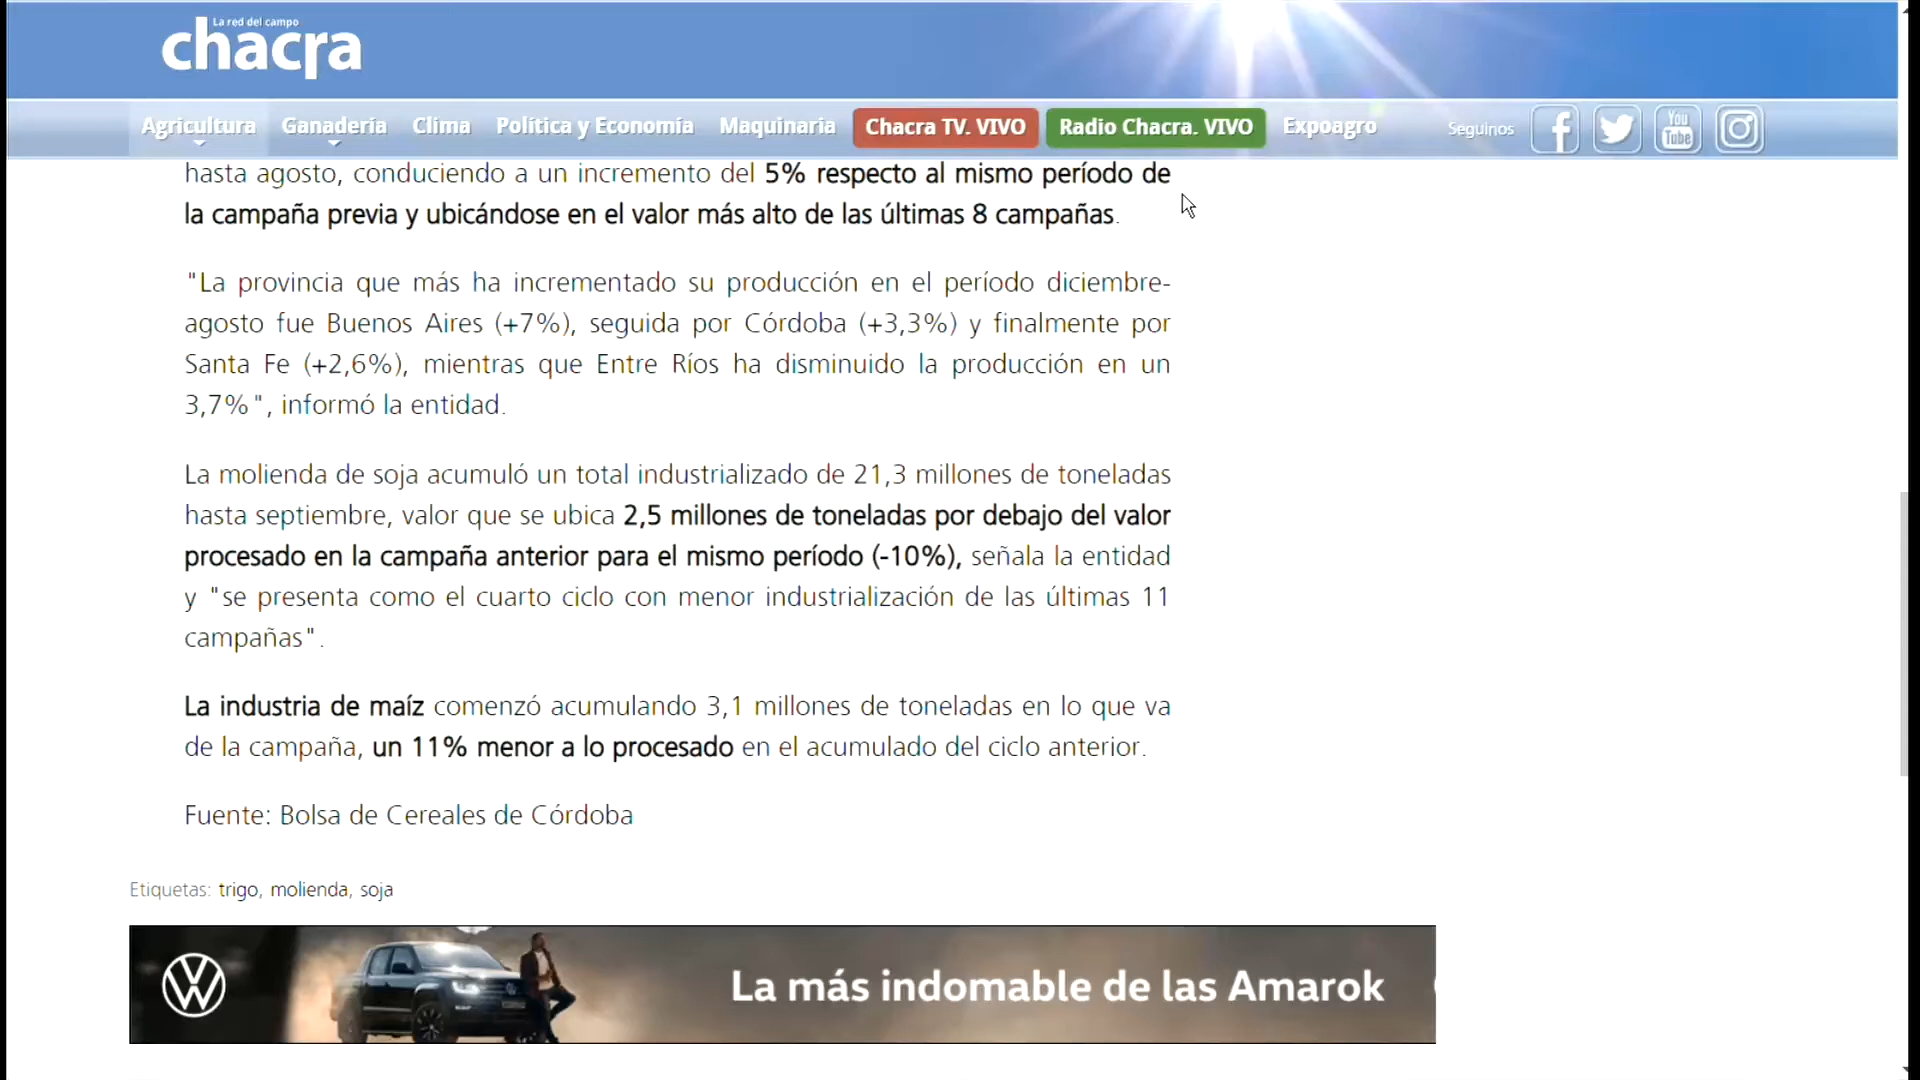 La red del campo
chacra
Agricultura
Ganadería
Clima
Política y Economía
Maquinaria
Chacra TV. VIVO
Radio Chacra. VIVO
Expoagro
Seguinos
You
Tube
hasta agosto, conduciendo a un incremento del 5% respecto al mismo período de
la campaña previa y ubicándose en el valor más alto de las últimas 8 campañas.
"La provincia que más ha incrementado su producción en el período diciembre-
agosto fue Buenos Aires (+7%), seguida por Córdoba (+3,3%) y finalmente por
Santa Fe (+2,6%), mientras que Entre Ríos ha disminuido la producción en un
3,7%", informó la entidad.
La molienda de soja acumuló un total industrializado de 21,3 millones de toneladas
hasta septiembre, valor que se ubica 2,5 millones de toneladas por debajo del valor
procesado en la campaña anterior para el mismo período (-10%), señala la entidad
y "se presenta como el cuarto ciclo con menor industrialización de las últimas 11
campañas".
La industria de maíz comenzó acumulando 3,1 millones de toneladas en lo que va
de la campaña, un 11% menor a lo procesado en el acumulado del ciclo anterior.
Fuente: Bolsa de Cereales de Córdoba
Etiquetas: trigo, molienda, soja
La más indomable de las Amarok